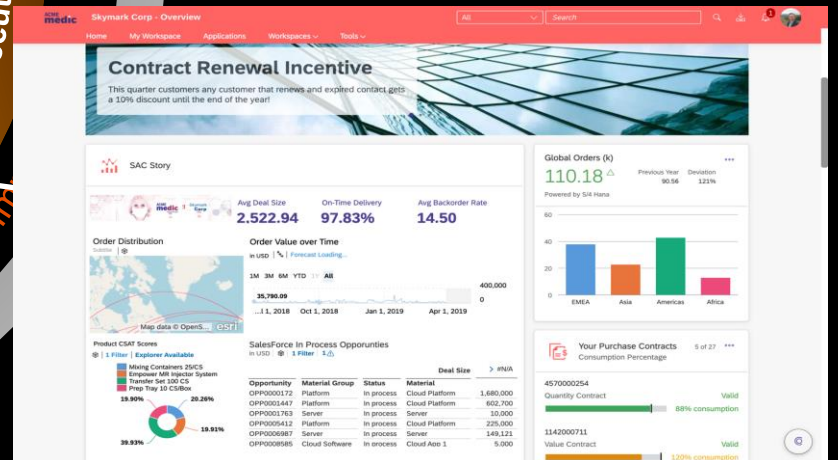 ACME
medic
Skymark Corp - Overview
All
Search
1
Home My Workspace Applications Workspaces Tools
Contract Renewal Incentive
This quarter customers any customer that renews and expired contact gets
a 10% discount until the end of the year!
SAC Story
medic
Avg Deal Size On-Time Delivery Avg Backorder Rate
2,522.94 97.83% 14.50
Order Distribution
Subtitle
Map data © OpenS... esri
Order Value over Time
in USD Forecast Loading...
1M 3M 6M YTD 1Y All
35,790.09
400,000
0
...l 1, 2018 Oct 1, 2018 Jan 1, 2019 Apr 1, 2019
Product CSAT Scores
1 Filter Explorer Available
Mixing Containers 25/CS
Empower MR Injector System
Transfer Set 100 CS
Prep Tray 10 CS/Box
19.90% 20.26%
19.91%
39.93%
SalesForce In Process Opporunties
in USD 1 Filter 1
Deal Size > #N/A
Opportunity Material Group Status Material
OPP0000172 Platform In process Cloud Platform 1,680,000
OPP0001447 Platform In process Cloud Platform 602,700
OPP0001763 Server In process Server 10,000
OPP0005412 Platform In process Cloud Platform 225,000
OPP0006987 Server In process Server 149,121
OPP0008585 Cloud Software In process Cloud App 1 5,000
Global Orders (k)
110.18
Previous Year Deviation
90.56 121%
Powered by S/4 Hana
60
40
20
0
EMEA Asia Americas Africa
Your Purchase Contracts 5 of 27
Consumption Percentage
4570000254
Quantity Contract Valid
88% consumption
1142000711
Value Contract Valid
120% consumption